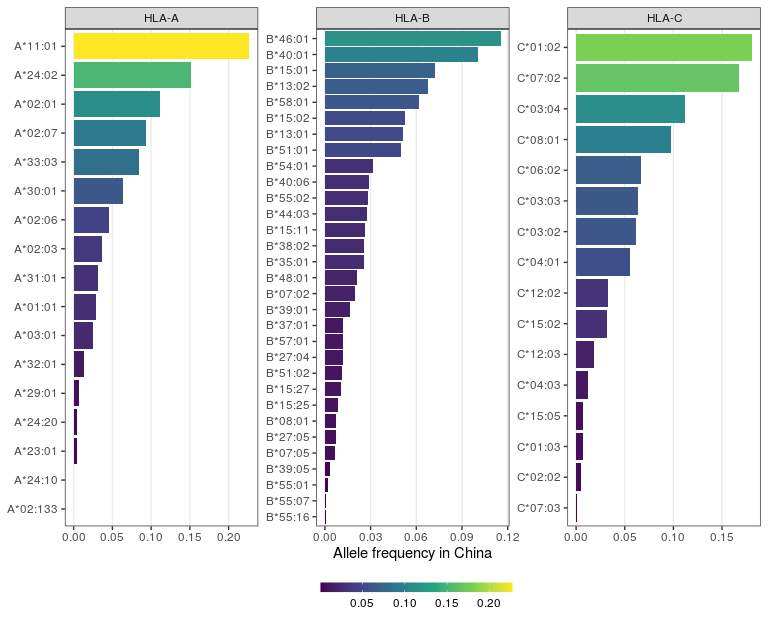 HLA-A
A*11:01
A*24:02
A*02:01
A*02:07
A*33:03
A*30:01
A*02:06
A*02:03
A*31:01
A*01:01
A*03:01
A*32:01
A*29:01
A*24:20
A*23:01
A*24:10
A*02:133
0.00 0.05 0.10 0.15 0.20
HLA-B
B*46:01
B*40:01
B*15:01
B*13:02
B*58:01
B*15:02
B*13:01
B*51:01
B*54:01
B*40:06
B*55:02
B*44:03
B*15:11
B*38:02
B*35:01
B*48:01
B*07:02
B*39:01
B*37:01
B*57:01
B*27:04
B*51:02
B*15:27
B*15:25
B*08:01
B*27:05
B*07:05
B*39:05
B*55:01
B*55:07
B*55:16
0.00 0.03 0.06 0.09 0.12
HLA-C
C*01:02
C*07:02
C*03:04
C*08:01
C*06:02
C*03:03
C*03:02
C*04:01
C*12:02
C*15:02
C*12:03
C*04:03
C*15:05
C*01:03
C*02:02
C*07:03
0.00 0.05 0.10 0.15
Allele frequency in China
0.05 0.10 0.15 0.20